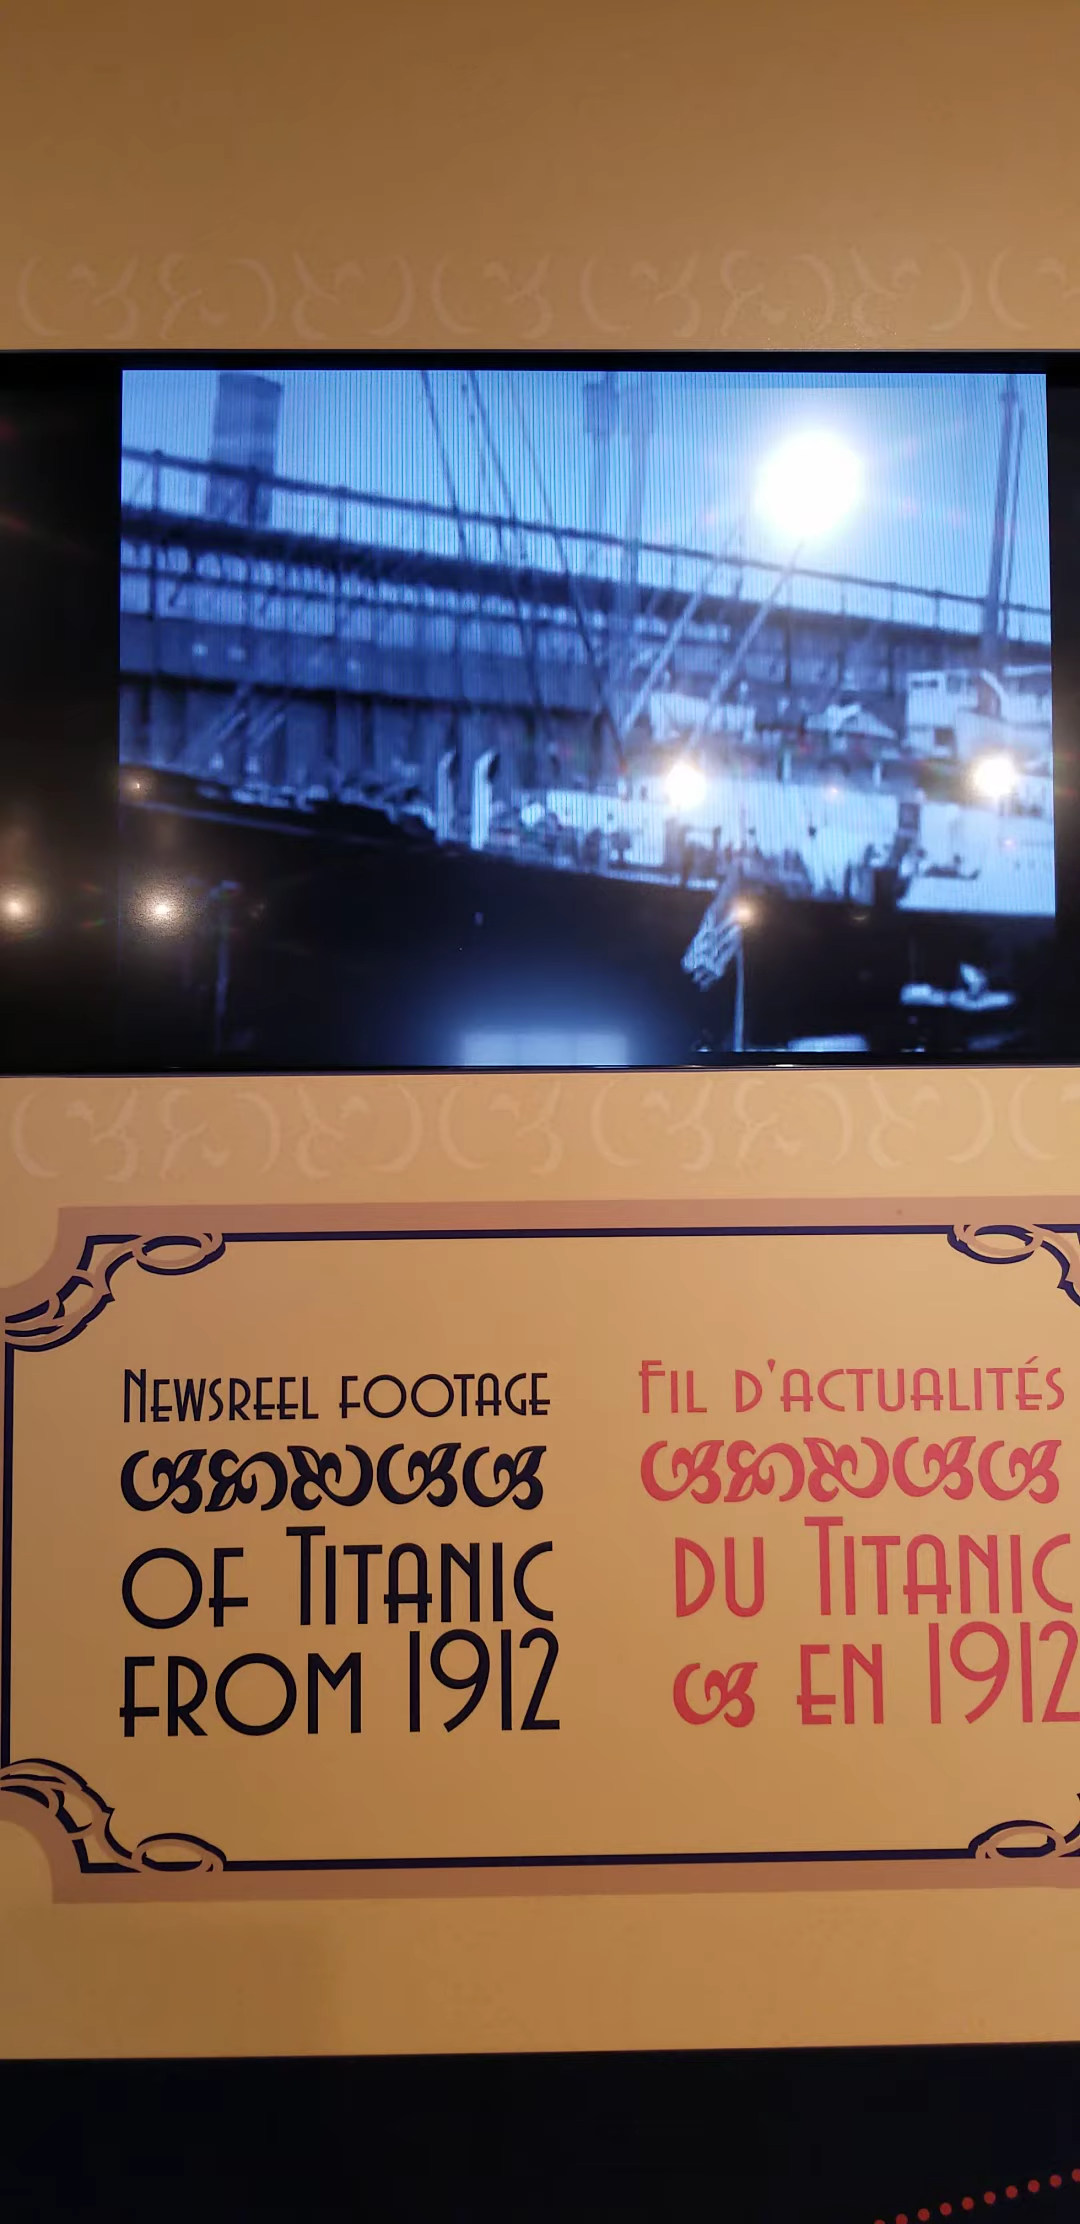 Newsreel footage
of Titanic
from 1912
Fil d'actualités
du Titanic
en 1912